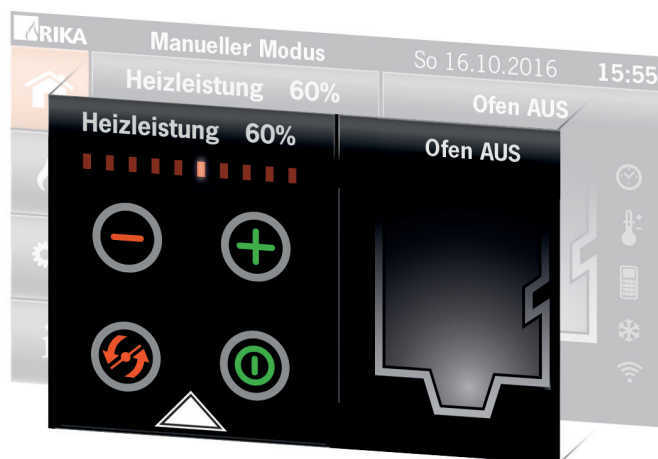 RIKA
Manueller Modus
So 16.10.2016
15:55
Heizleistung 60%
Ofen AUS
Heizleistung 60%
Ofen AUS